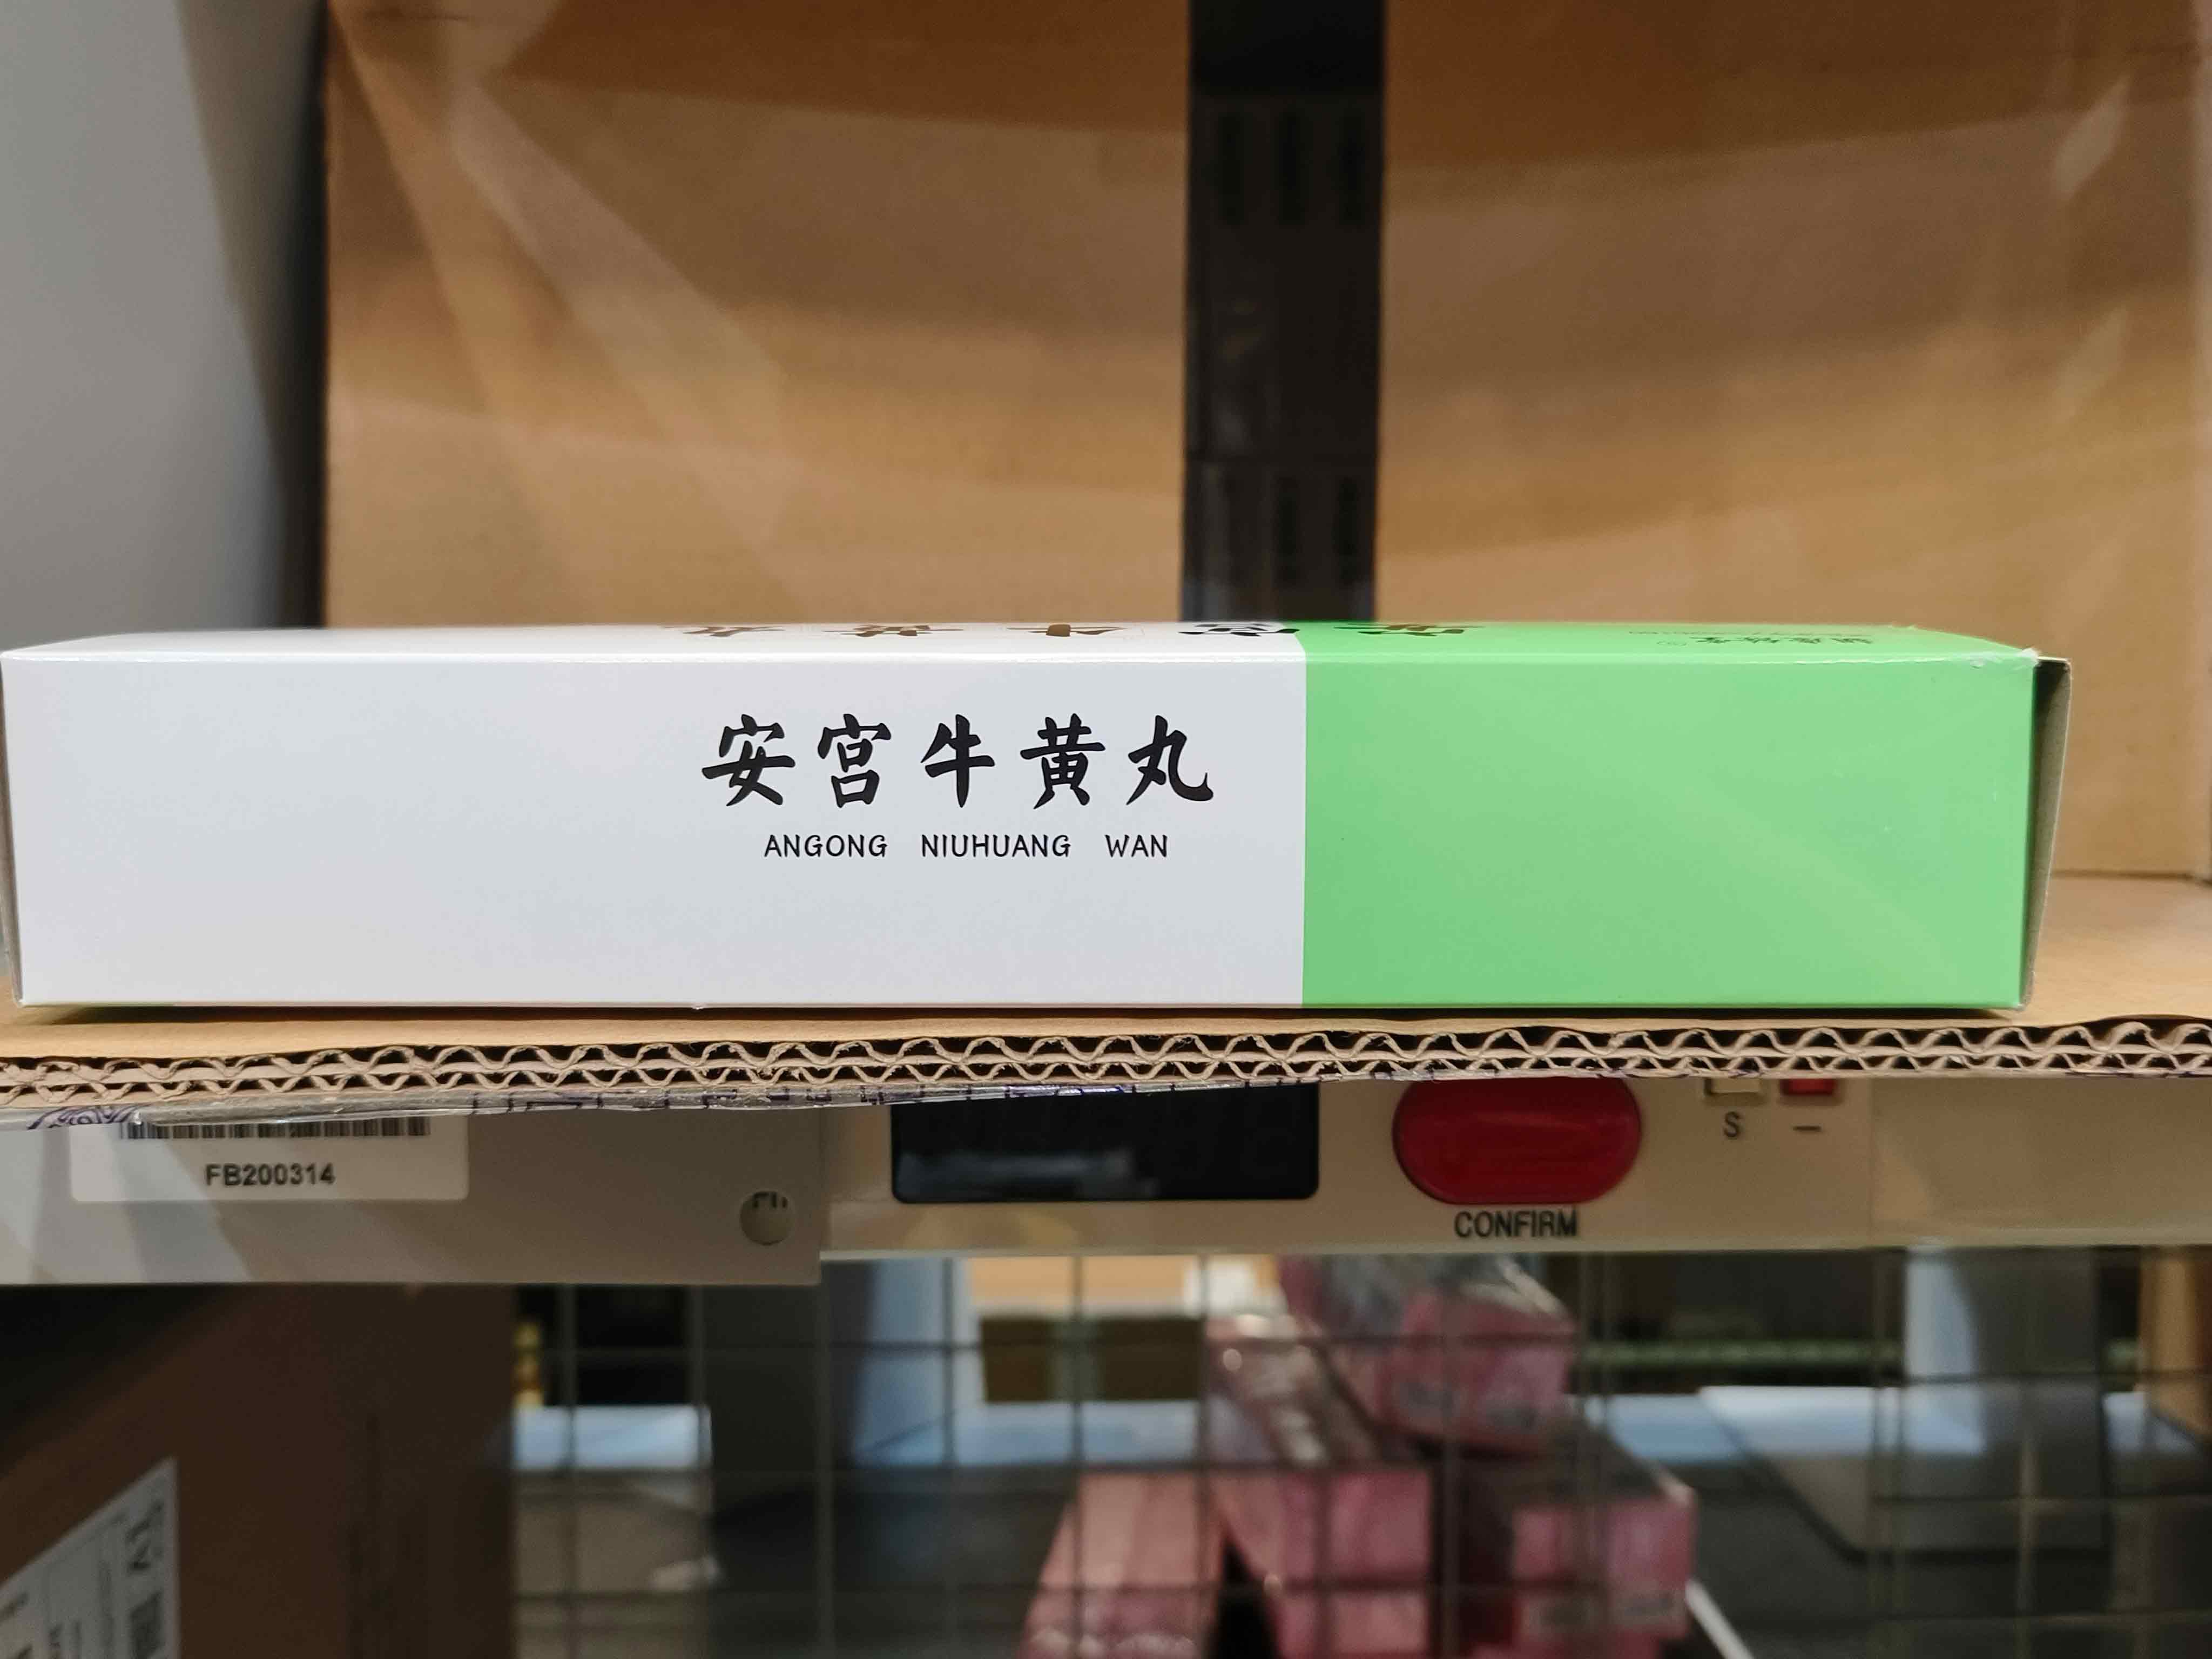 安宫牛黄丸
ANGONG NIUHUANG WAN
FB200314
CONFIRM
S